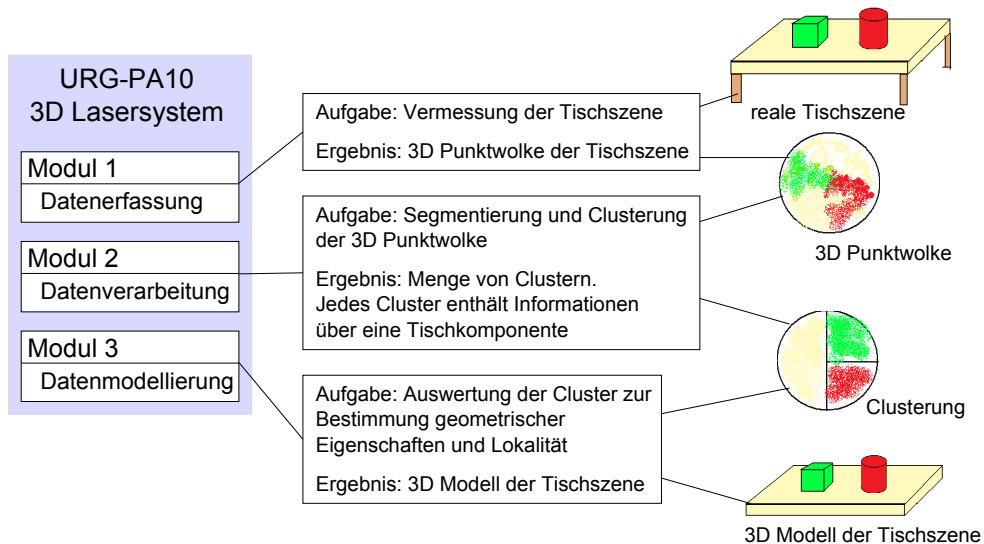 URG-PA10
3D Lasersystem
Modul 1
Datenerfassung
Modul 2
Datenverarbeitung
Modul 3
Datenmodellierung
Aufgabe: Vermessung der Tischszene
Ergebnis: 3D Punktwolke der Tischszene
Aufgabe: Segmentierung und Clusterung
der 3D Punktwolke
Ergebnis: Menge von Clustern.
Jedes Cluster enthält Informationen
über eine Tischkomponente
Aufgabe: Auswertung der Cluster zur
Bestimmung geometrischer
Eigenschaften und Lokalität
Ergebnis: 3D Modell der Tischszene
reale Tischszene
3D Punktwolke
Clusterung
3D Modell der Tischszene